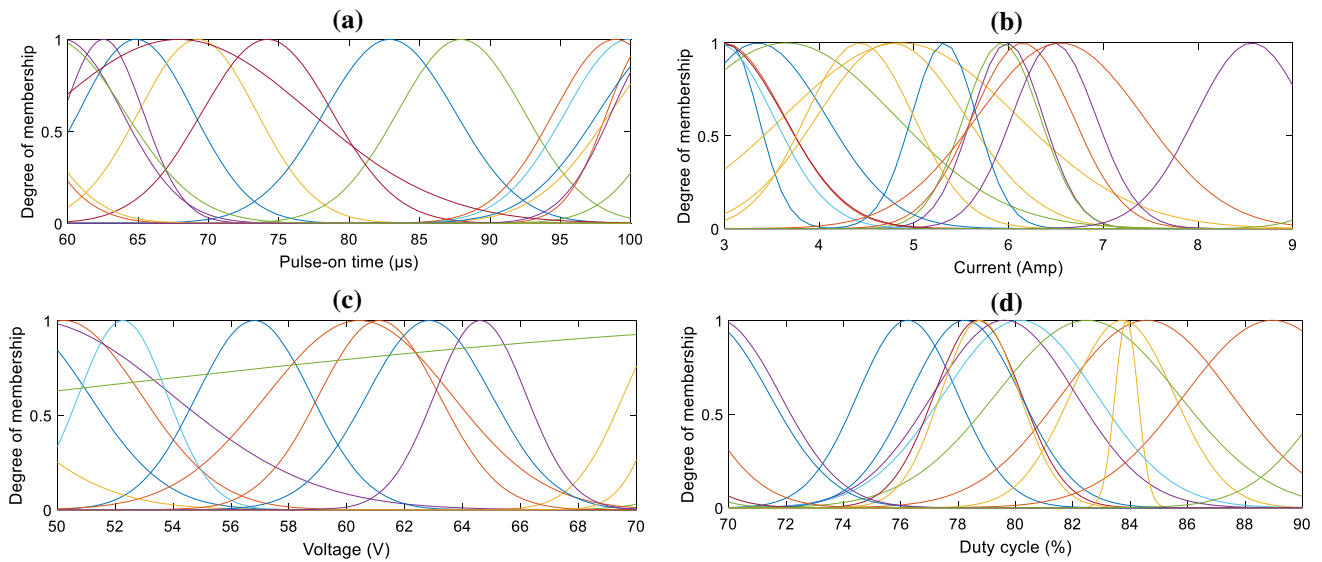 (a)
Degree of membership
1
0.5
0
60 65 70 75 80 85 90 95 100
Pulse-on time (µs)
(b)
Degree of membership
1
0.5
0
3 4 5 6 7 8 9
Current (Amp)
(c)
Degree of membership
1
0.5
0
50 52 54 56 58 60 62 64 66 68 70
Voltage (V)
(d)
Degree of membership
1
0.5
0
70 72 74 76 78 80 82 84 86 88 90
Duty cycle (%)